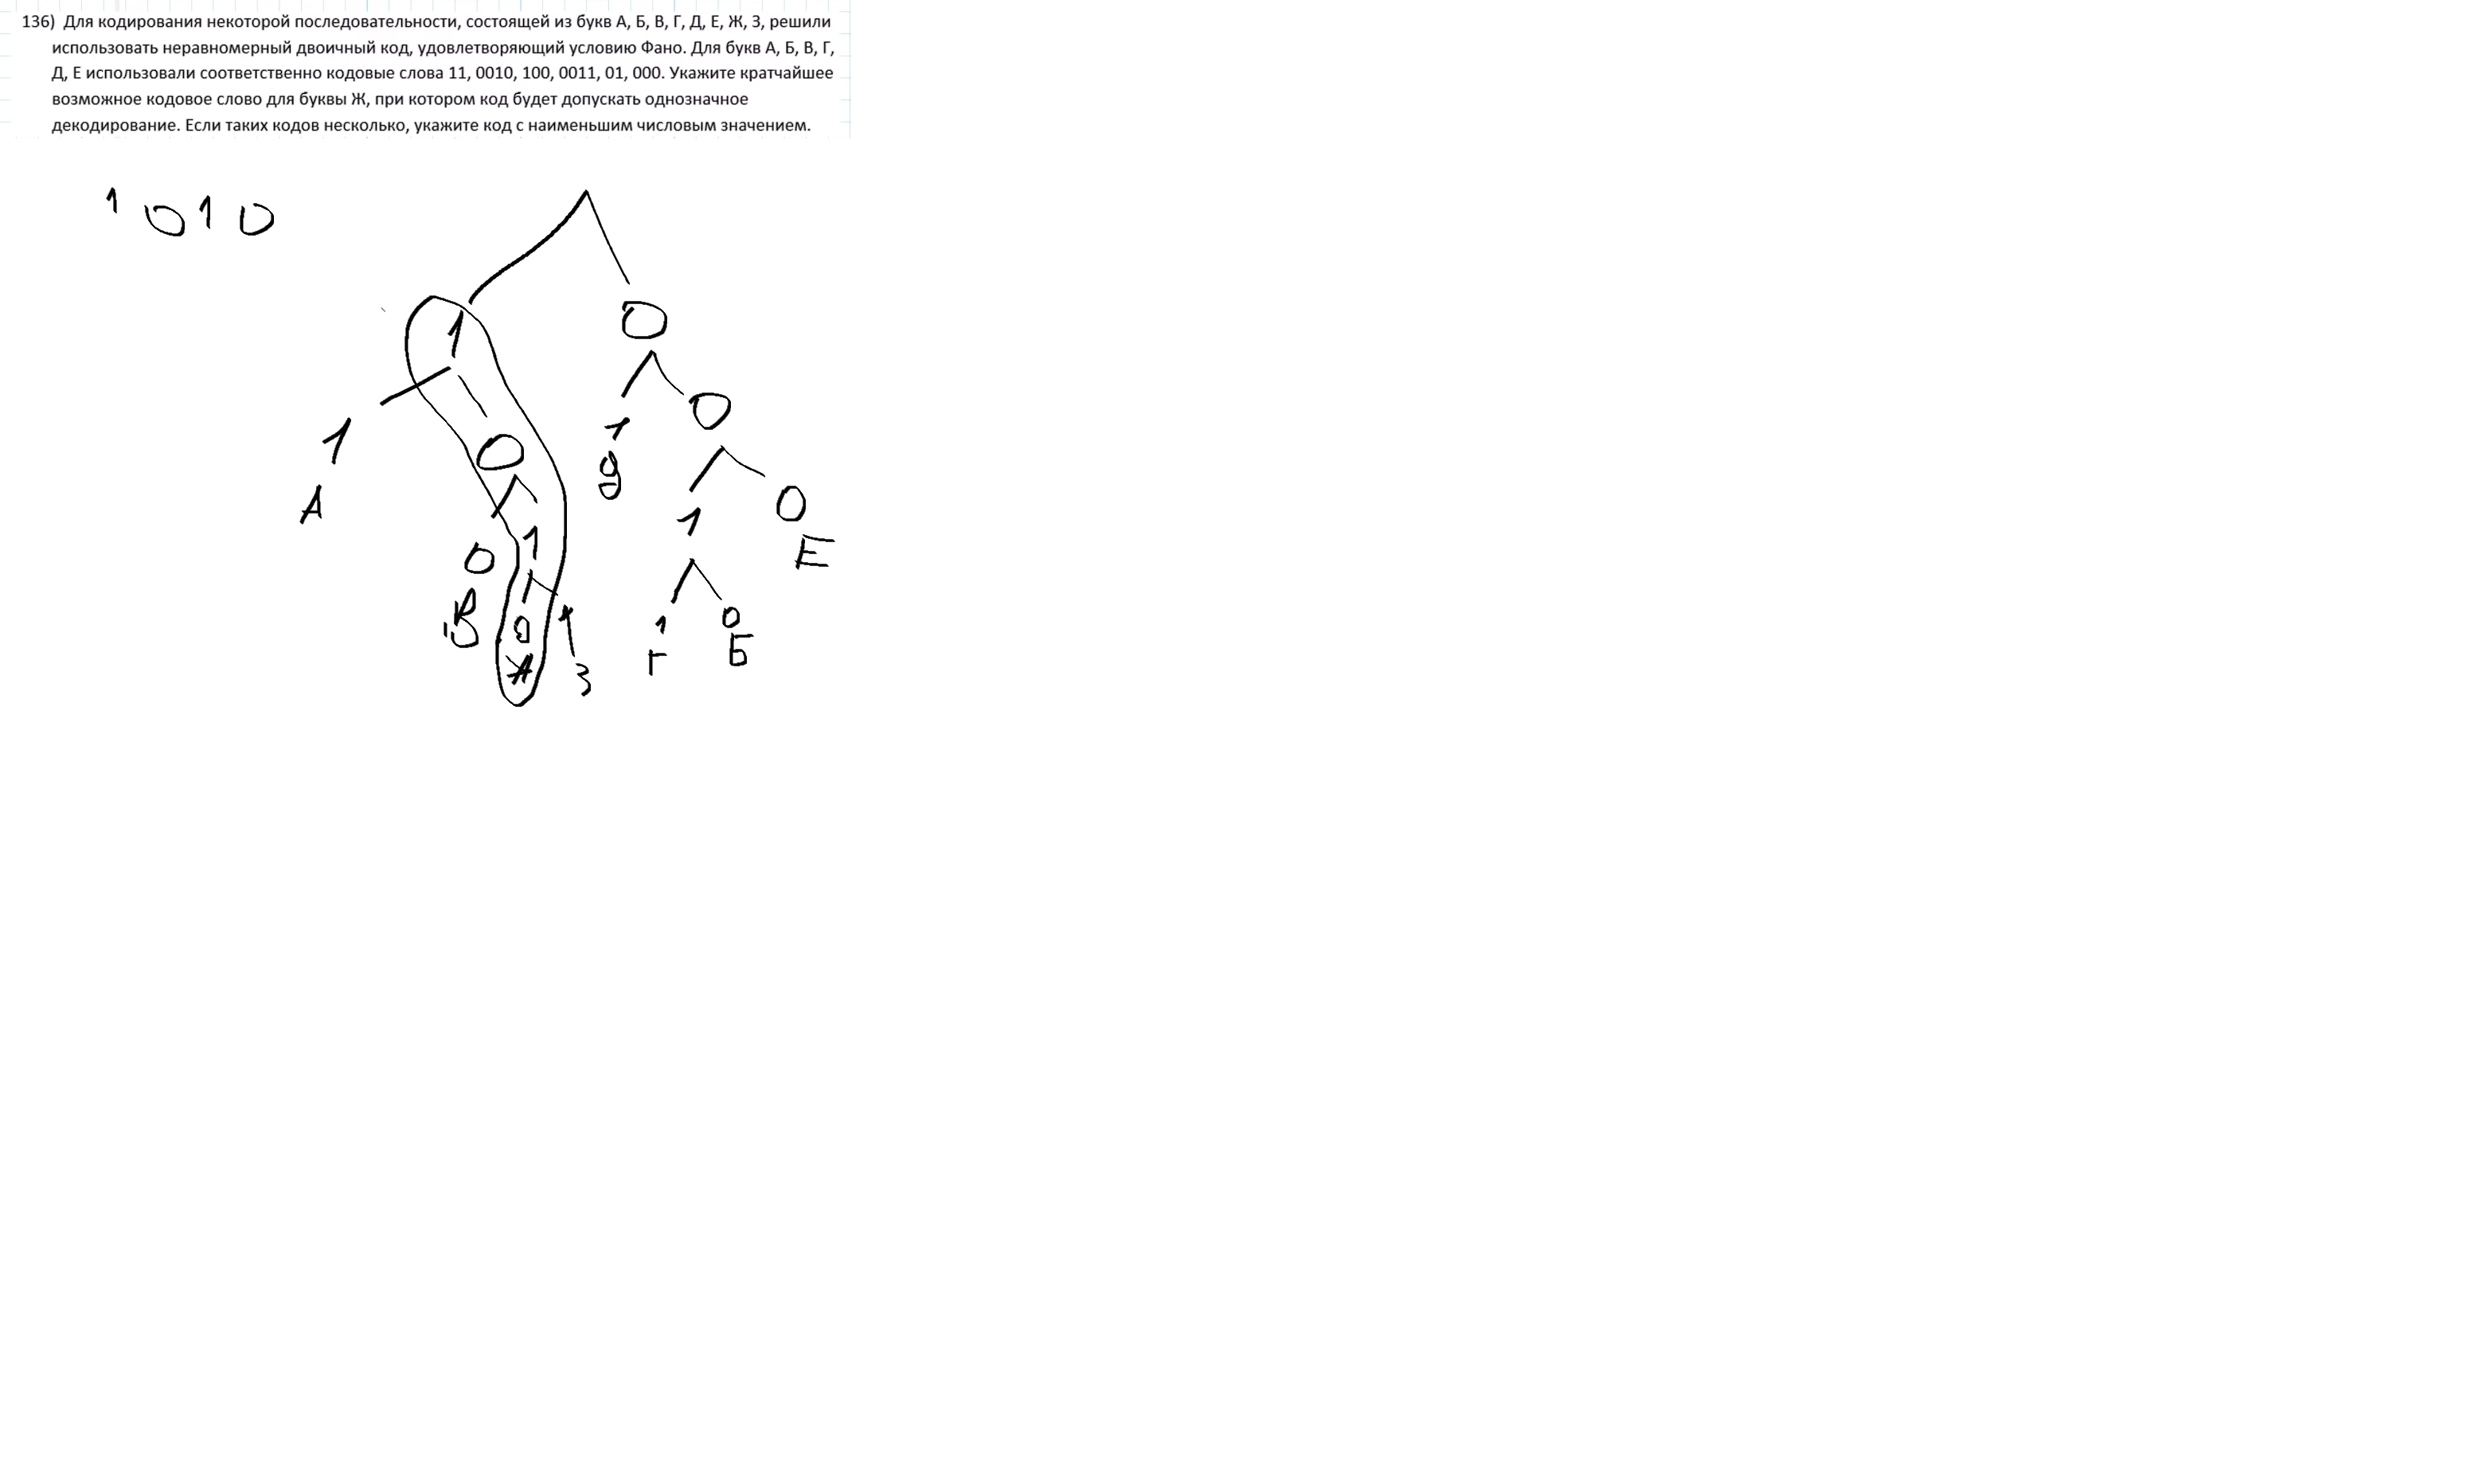 136) Для кодирования некоторой последовательности, состоящей из букв А, Б, В, Г, Д, Е, Ж, З, решили
использовать неравномерный двоичный код, удовлетворяющий условию Фано. Для букв А, Б, В, Г,
Д, Е использовали соответственно кодовые слова 11, 0010, 100, 0011, 01, 000. Укажите кратчайшее
возможное кодовое слово для буквы Ж, при котором код будет допускать однозначное
декодирование. Если таких кодов несколько, укажите код с наименьшим числовым значением.
1010
1 0
1 0 1 0
А д
0 1 1 0
В Е
0 1 1 0
Ж З Г Б